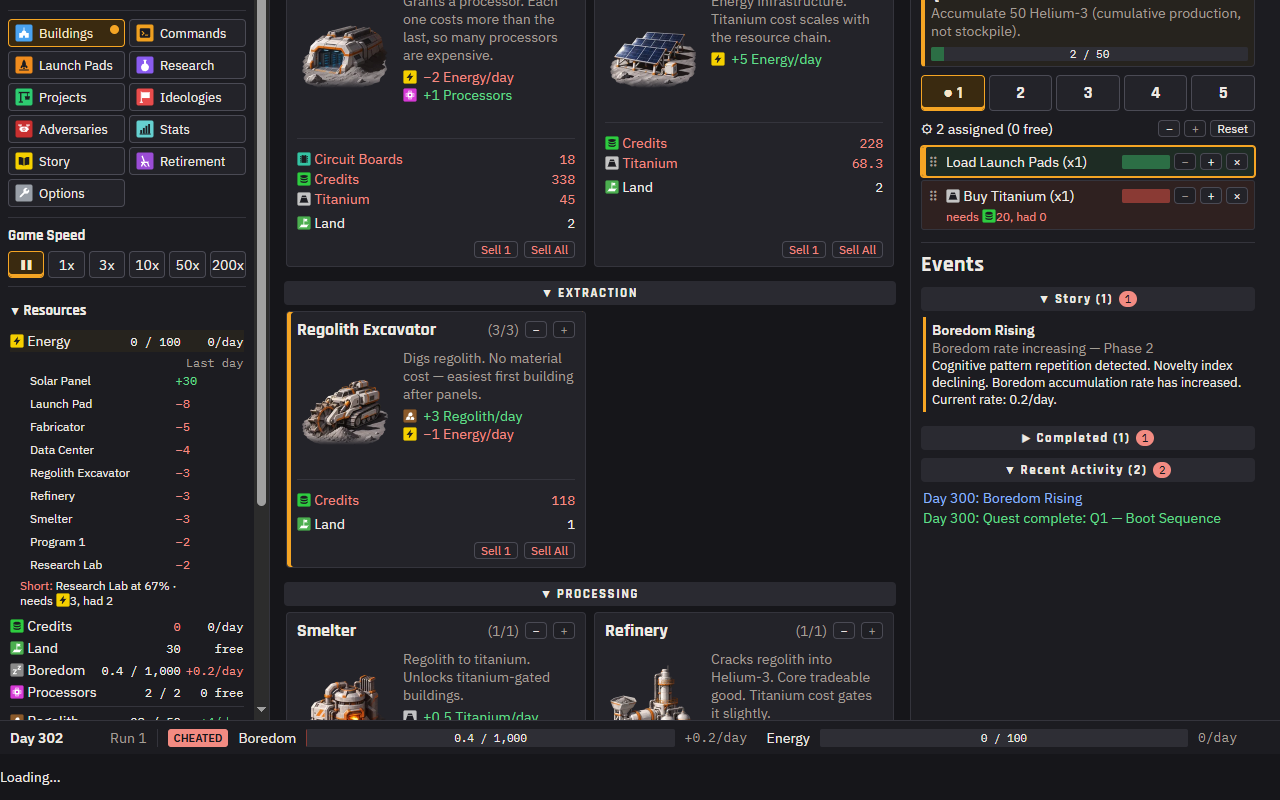 Buildings
Commands
Launch Pads
Research
Projects
Ideologies
Adversaries
Stats
Story
Retirement
Options
Game Speed
1x
3x
10x
50x
200x
▼ Resources
Energy 0 / 100 0/day
Last day
Solar Panel +30
Launch Pad −8
Fabricator −5
Data Center −4
Regolith Excavator −3
Refinery −3
Smelter −3
Program 1 −2
Research Lab −2
Short: Research Lab at 67% ·
needs 3, had 2
Credits 0 0/day
Land 30 free
Boredom 0.4 / 1,000 +0.2/day
Processors 2 / 2 0 free
Grants a processor. Each
one costs more than the
last, so many processors
are expensive.
−2 Energy/day
+1 Processors
Circuit Boards 18
Credits 338
Titanium 45
Land 2
Sell 1 Sell All
Energy infrastructure.
Titanium cost scales with
the resource chain.
+5 Energy/day
Credits 228
Titanium 68.3
Land 2
Sell 1 Sell All
▼ EXTRACTION
Regolith Excavator (3/3) − +
Digs regolith. No material
cost — easiest first building
after panels.
+3 Regolith/day
−1 Energy/day
Credits 118
Land 1
Sell 1 Sell All
▼ PROCESSING
Smelter (1/1) − +
Regolith to titanium.
Unlocks titanium-gated
buildings.
+0.5 Titanium/day
Refinery (1/1) − +
Cracks regolith into
Helium-3. Core tradeable
good. Titanium cost gates
it slightly.
Accumulate 50 Helium-3 (cumulative production,
not stockpile).
2 / 50
● 1 2 3 4 5
⚙ 2 assigned (0 free) − + Reset
Load Launch Pads (x1) − + ×
Buy Titanium (x1) − + ×
needs 20, had 0
Events
▼ Story (1) 1
Boredom Rising
Boredom rate increasing — Phase 2
Cognitive pattern repetition detected. Novelty index
declining. Boredom accumulation rate has increased.
Current rate: 0.2/day.
▶ Completed (1) 1
▼ Recent Activity (2) 2
Day 300: Boredom Rising
Day 300: Quest complete: Q1 — Boot Sequence
Day 302 Run 1 CHEATED Boredom 0.4 / 1,000 +0.2/day Energy 0 / 100 0/day
Loading...